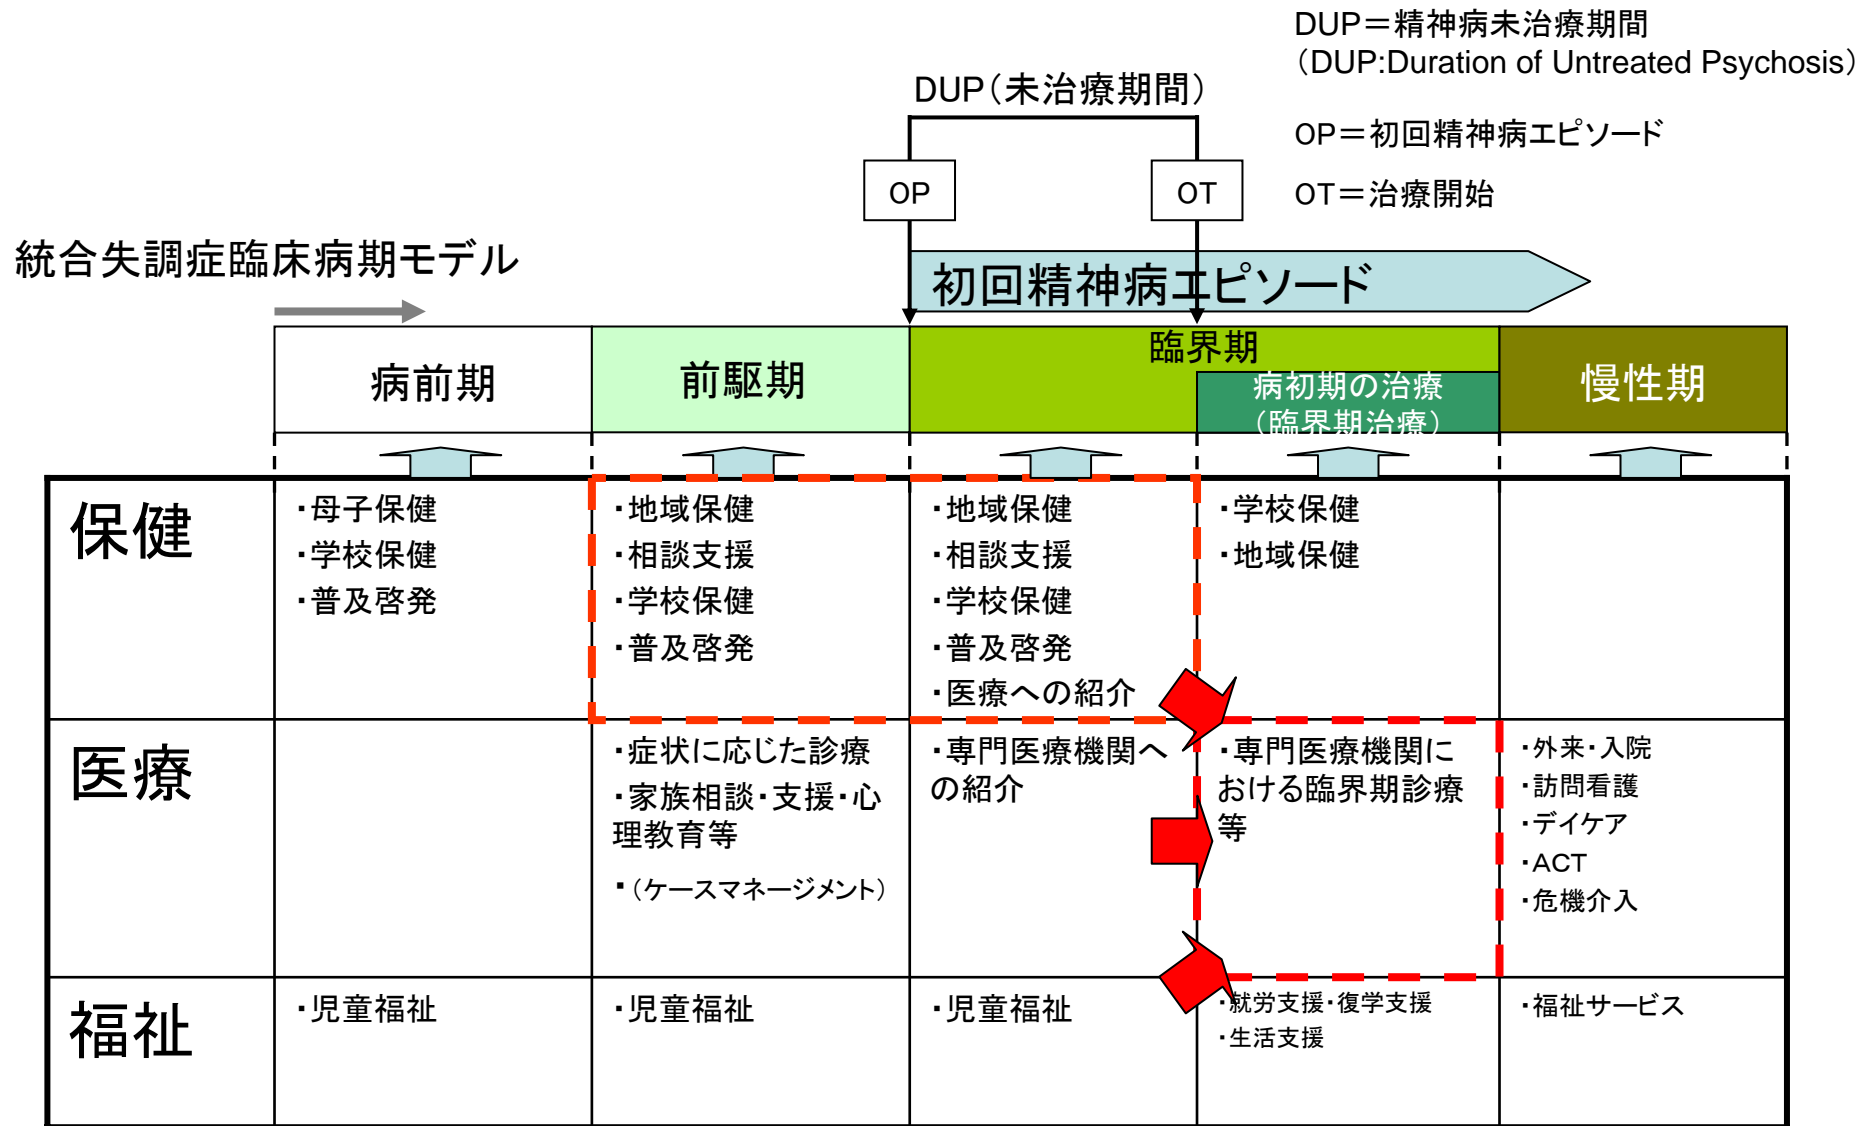 DUP＝精神病未治療期間
（DUP:Duration of Untreated Psychosis）
DUP（未治療期間）
OP＝初回精神病エピソード
OP
OT
OT＝治療開始
統合失調症臨床病期モデル
初回精神病エピソード
病前期
前駆期
臨界期
病初期の治療
（臨界期治療）
慢性期
保健
・母子保健
・学校保健
・普及啓発
・地域保健
・相談支援
・学校保健
・普及啓発
・地域保健
・相談支援
・学校保健
・普及啓発
・医療への紹介
・学校保健
・地域保健
医療
・症状に応じた診療
・家族相談・支援・心
理教育等
・（ケースマネージメント）
・専門医療機関へ
の紹介
・専門医療機関に
おける臨界期診療
等
・外来・入院
・訪問看護
・デイケア
・ACT
・危機介入
福祉
・児童福祉
・児童福祉
・児童福祉
・就労支援・復学支援
・生活支援
・福祉サービス